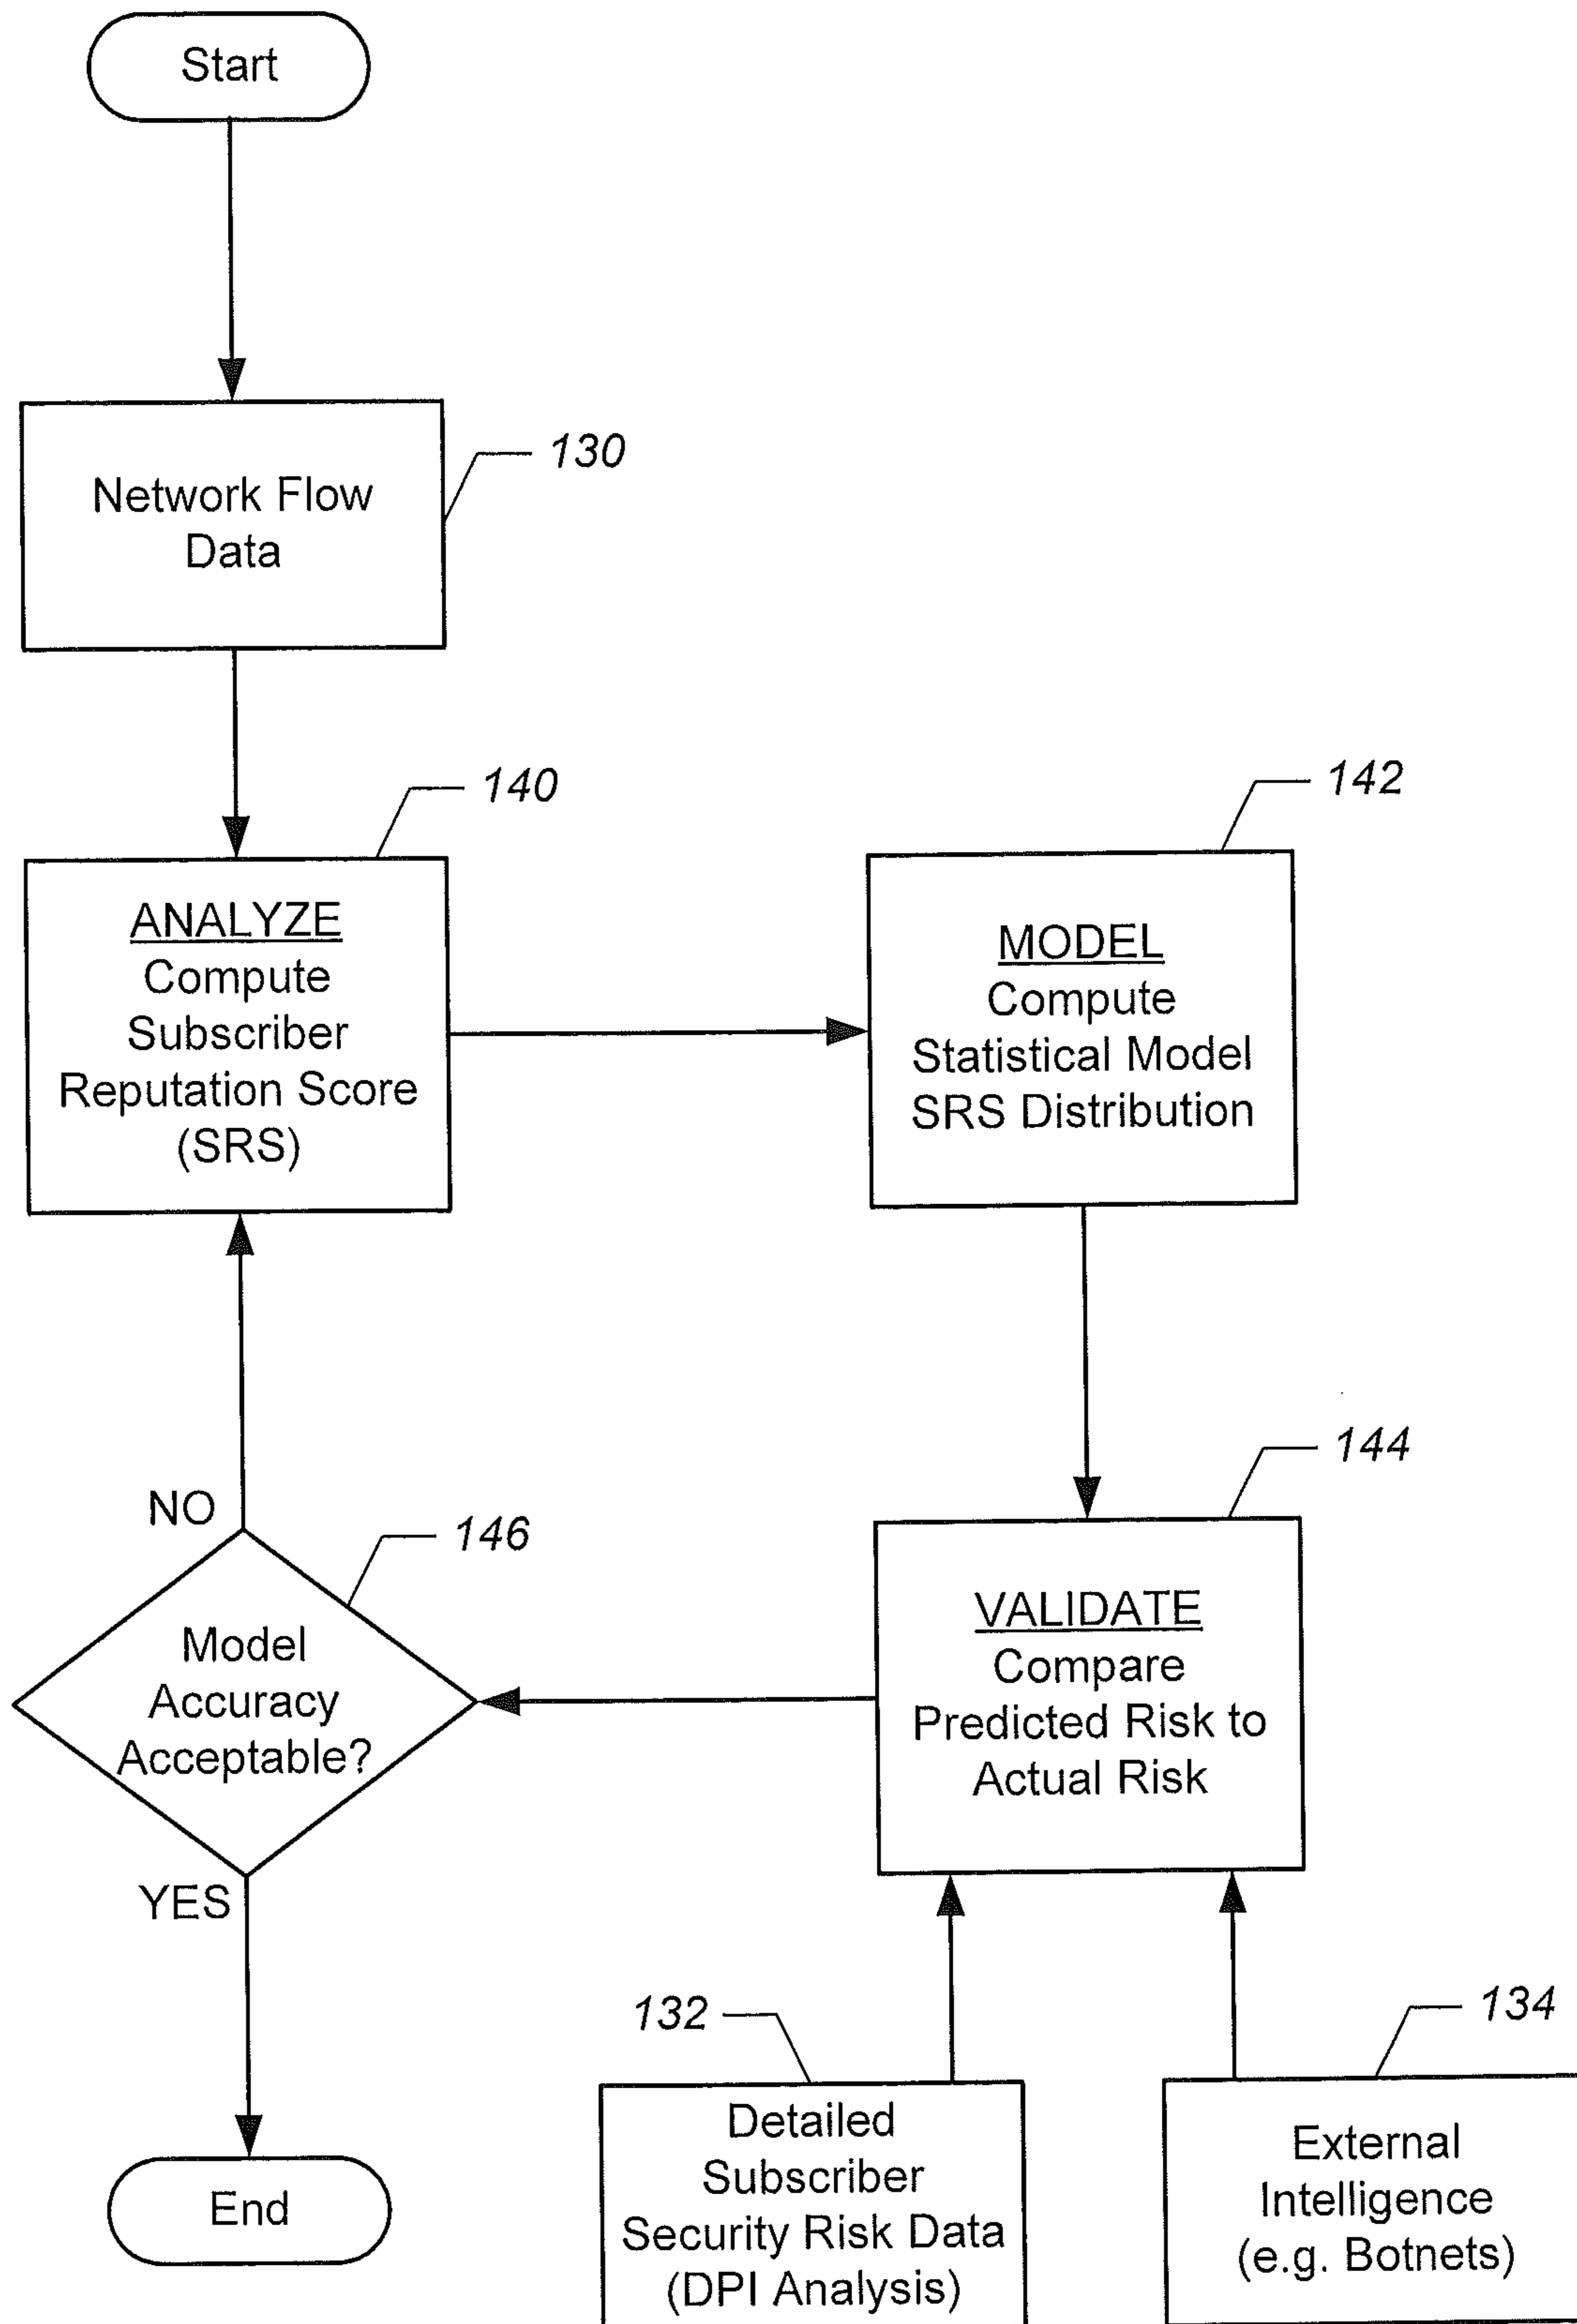 Start
130
Network Flow
Data
140
142
ANALYZE
Compute
Subscriber
Reputation Score
(SRS)
MODEL
Compute
Statistical Model
SRS Distribution
144
NO
146
VALIDATE
Compare
Predicted Risk to
Actual Risk
Model
Accuracy
Acceptable?
YES
132
134
Detailed
Subscriber
Security Risk Data
(DPI Analysis)
External
Intelligence
(e.g. Botnets)
End